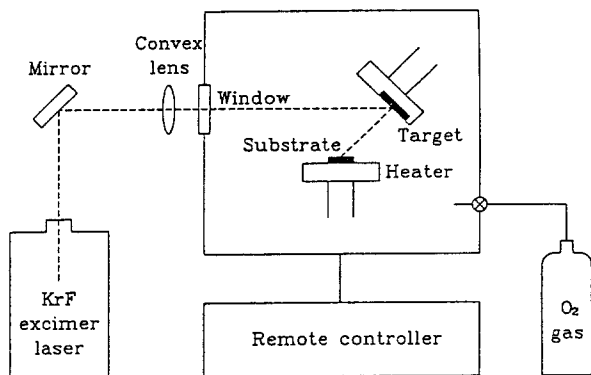 Mirror
Convex
lens
Window
Target
Substrate
Heater
KrF
excimer
laser
Remote controller
O₂
gas